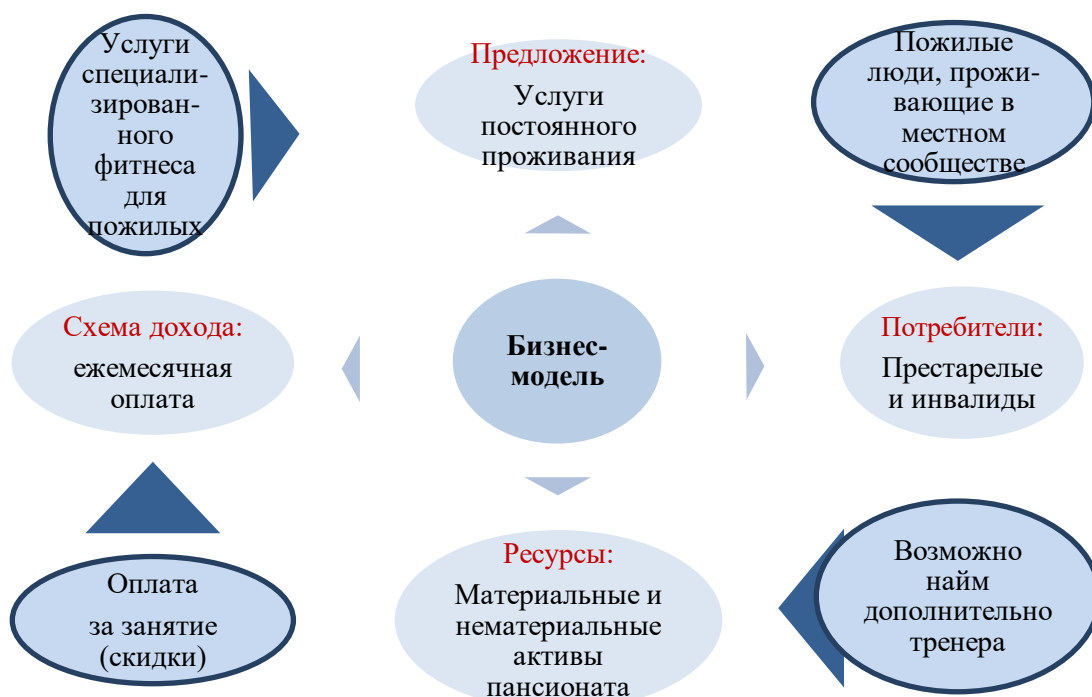 Услуги
специали-
зирован-
ного
фитнеса
для
пожилых
Предложение:
Услуги
постоянного
проживания
Пожилые
люди, прожи-
вающие в
местном
сообществе
Схема дохода:
ежемесячная
оплата
Бизнес-
модель
Потребители:
Престарелые
и инвалиды
Оплата
за занятие
(скидки)
Ресурсы:
Материальные и
нематериальные
активы
пансионата
Возможно
найм
дополнительно
тренера